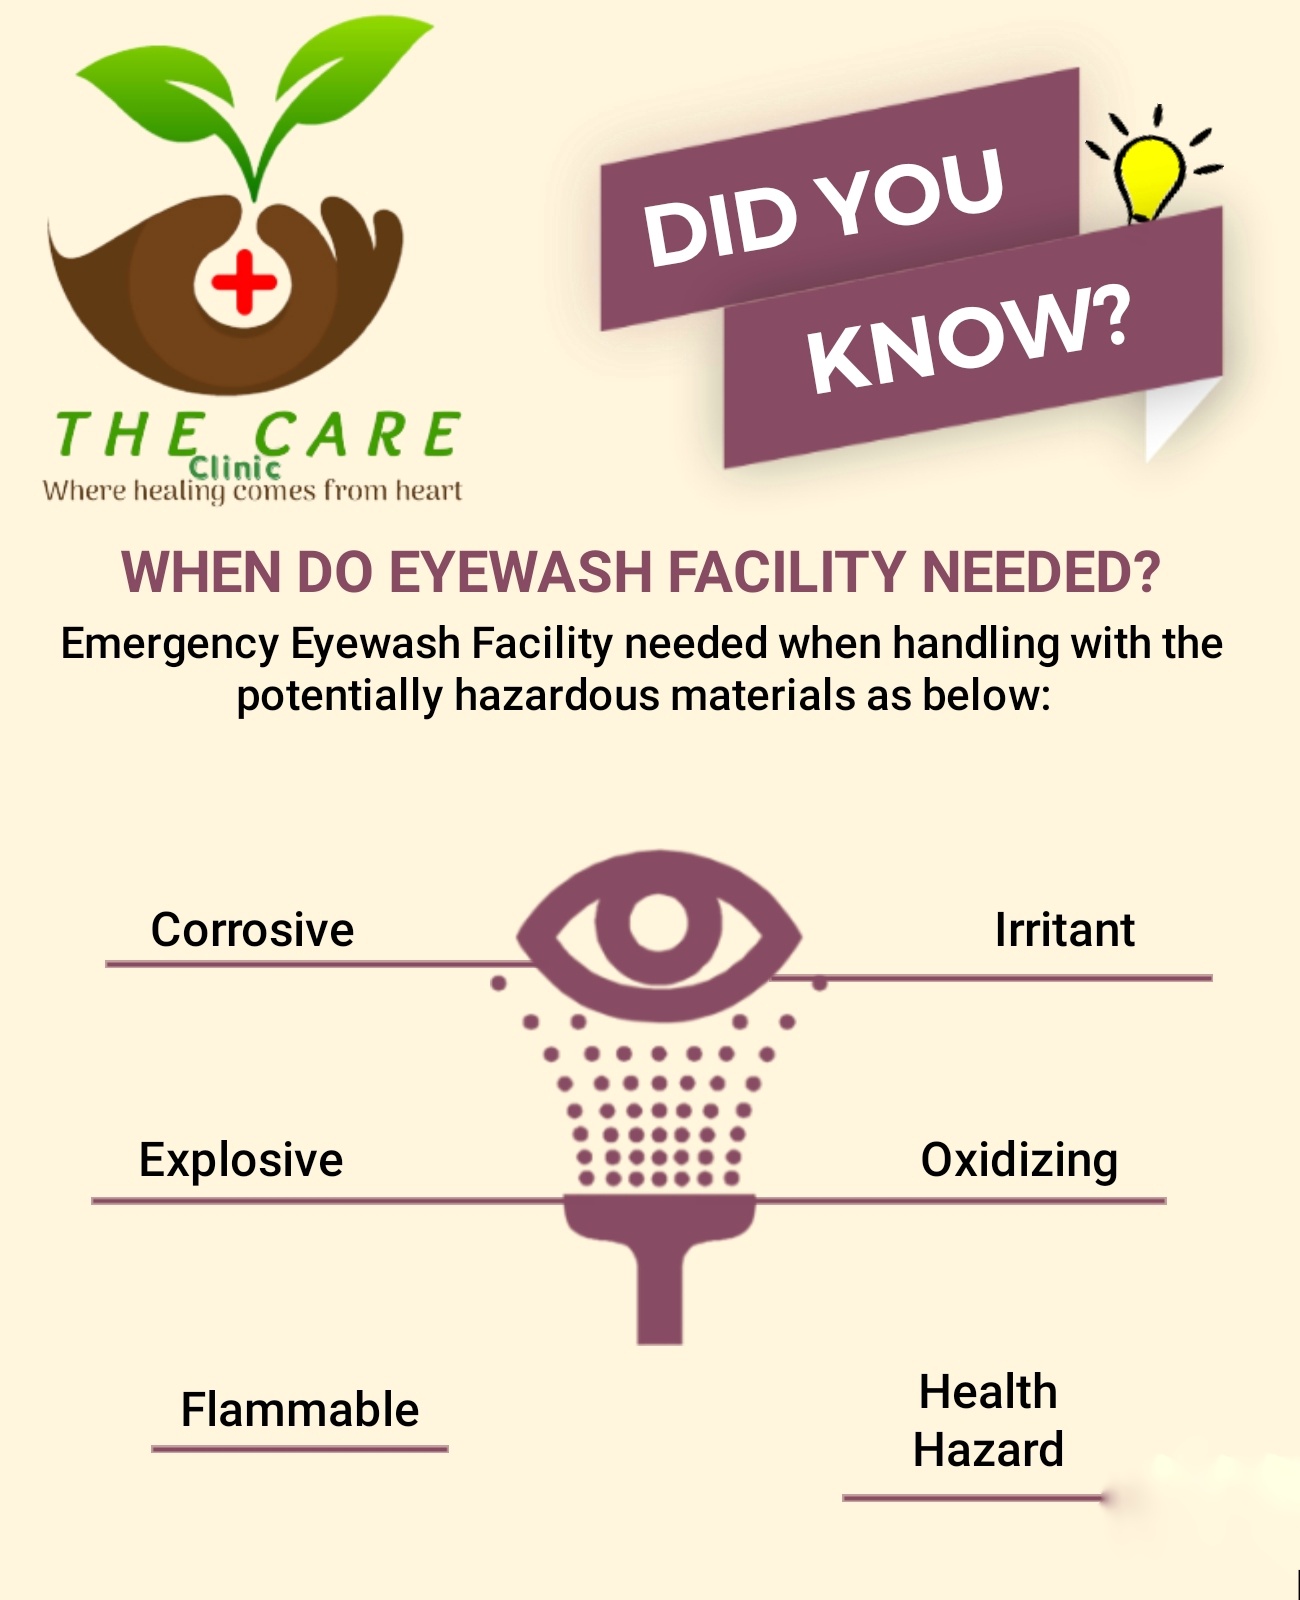 THE CARE
Clinic
Where healing comes from heart
DID YOU
KNOW?
WHEN DO EYEWASH FACILITY NEEDED?
Emergency Eyewash Facility needed when handling with the
potentially hazardous materials as below:
Corrosive
Irritant
Explosive
Oxidizing
Flammable
Health
Hazard